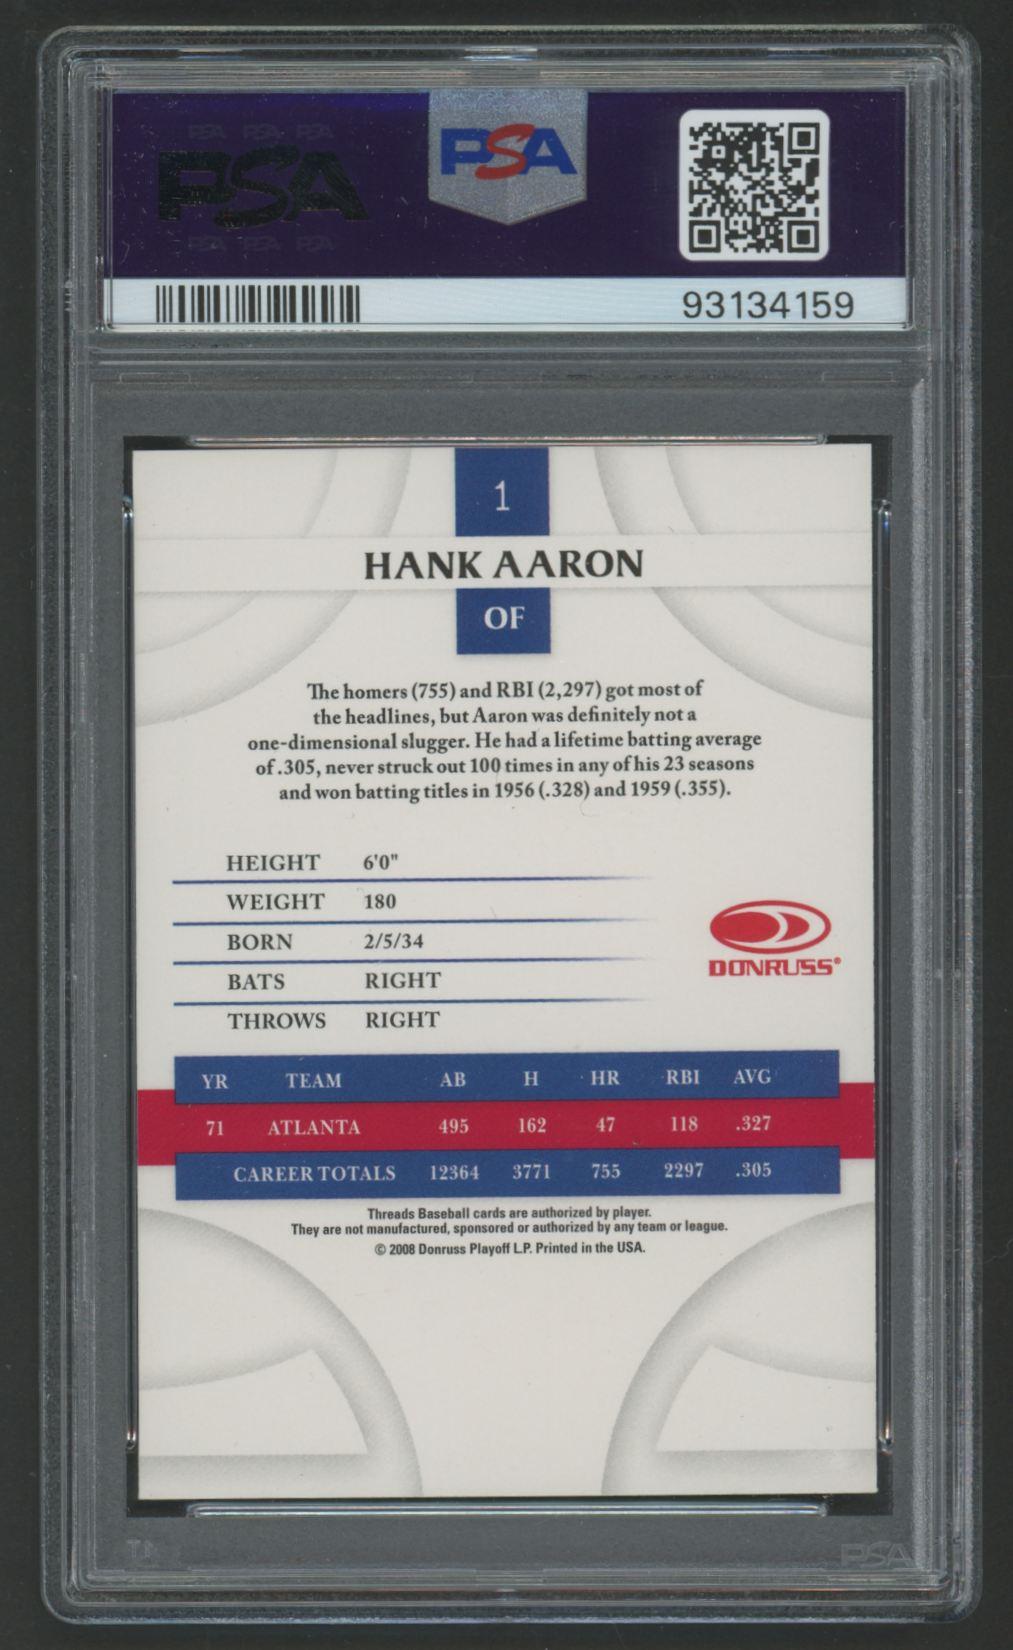 PSA PSA PSA
PSA
PSA PSA PSA
PSA
93134159
1
HANK AARON
OF
The homers (755) and RBI (2,297) got most of
the headlines, but Aaron was definitely not a
one-dimensional slugger. He had a lifetime batting average
of .305, never struck out 100 times in any of his 23 seasons
and won batting titles in 1956 (.328) and 1959 (.355).
HEIGHT 6'0"
WEIGHT 180
BORN 2/5/34
BATS RIGHT
THROWS RIGHT
DONRUSS®
YR TEAM AB H HR RBI AVG
71 ATLANTA 495 162 47 118 .327
CAREER TOTALS 12364 3771 755 2297 .305
Threads Baseball cards are authorized by player.
They are not manufactured, sponsored or authorized by any team or league.
© 2008 Donruss Playoff L.P. Printed in the USA.
PSA